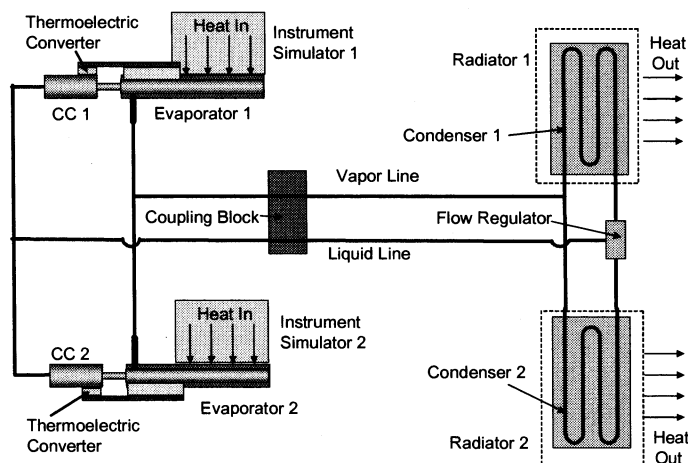 Thermoelectric
Converter
Heat In
Instrument
Simulator 1
CC 1
Evaporator 1
Radiator 1
Heat
Out
Condenser 1
Vapor Line
Coupling Block
Flow Regulator
Liquid Line
Heat In
Instrument
Simulator 2
CC 2
Evaporator 2
Thermoelectric
Converter
Condenser 2
Radiator 2
Heat
Out